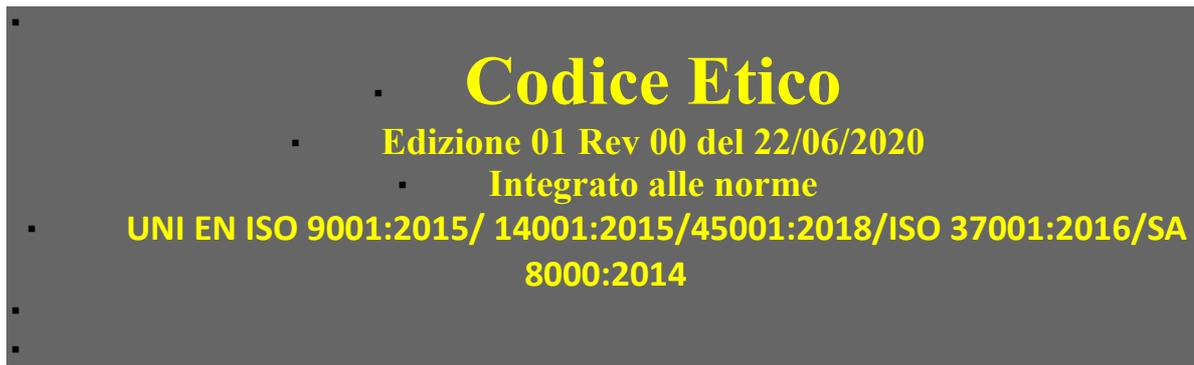 Codice Etico
Edizione 01 Rev 00 del 22/06/2020
Integrato alle norme
UNI EN ISO 9001:2015/ 14001:2015/45001:2018/ISO 37001:2016/SA
8000:2014